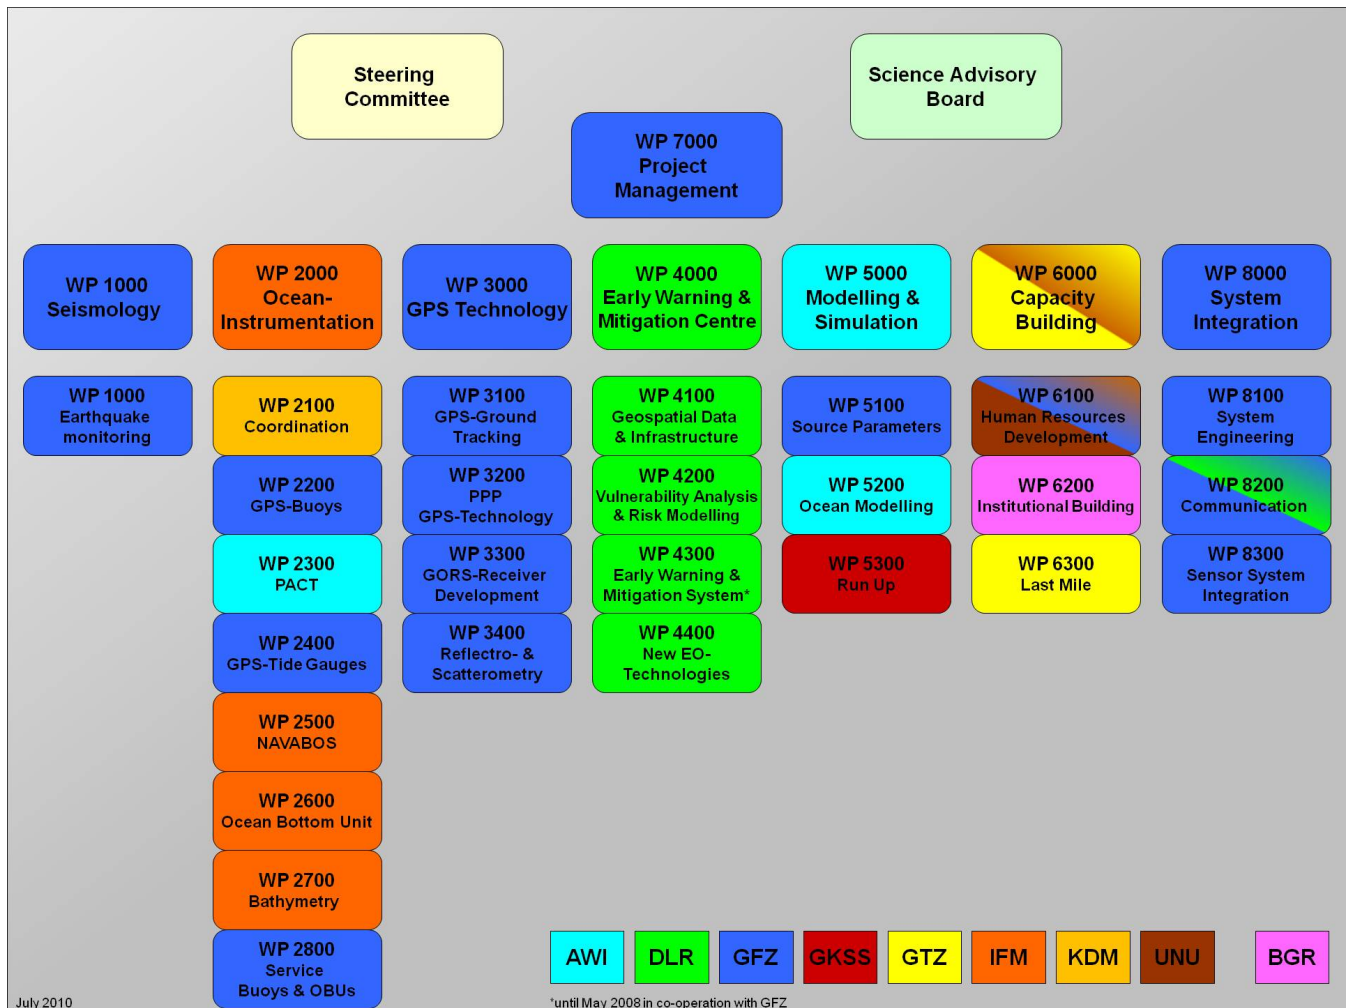 Steering
Committee
Science Advisory
Board
WP 7000
Project
Management
WP 1000
Seismology
WP 2000
Ocean-
Instrumentation
WP 3000
GPS Technology
WP 4000
Early Warning &
Mitigation Centre
WP 5000
Modelling &
Simulation
WP 6000
Capacity
Building
WP 8000
System
Integration
WP 1000
Earthquake
monitoring
WP 2100
Coordination
WP 2200
GPS-Buoys
WP 2300
PACT
WP 2400
GPS-Tide Gauges
WP 2500
NAVABOS
WP 2600
Ocean Bottom Unit
WP 2700
Bathymetry
WP 2800
Service
Buoys & OBUs
WP 3100
GPS-Ground
Tracking
WP 3200
PPP
GPS-Technology
WP 3300
GORS-Receiver
Development
WP 3400
Reflectro- &
Scatterometry
WP 4100
Geospatial Data
& Infrastructure
WP 4200
Vulnerability Analysis
& Risk Modelling
WP 4300
Early Warning &
Mitigation System*
WP 4400
New EO-
Technologies
WP 5100
Source Parameters
WP 5200
Ocean Modelling
WP 5300
Run Up
WP 6100
Human Resources
Development
WP 6200
Institutional Building
WP 6300
Last Mile
WP 8100
System
Engineering
WP 8200
Communication
WP 8300
Sensor System
Integration
AWI
DLR
GFZ
GKSS
GTZ
IFM
KDM
UNU
BGR
July 2010
*until May 2008 in co-operation with GFZ